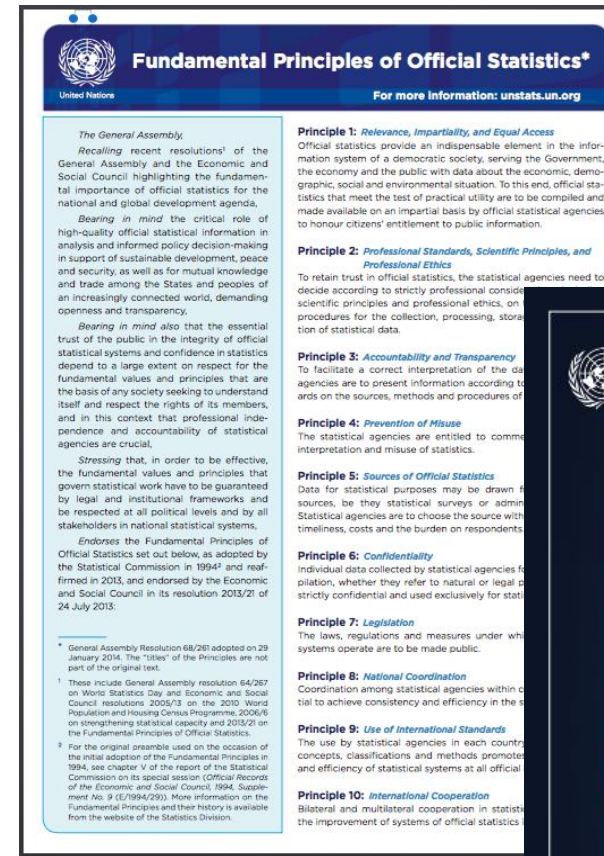 United Nations
Fundamental Principles of Official Statistics*
For more information: unstats.un.org
The General Assembly,
Recalling recent resolutions¹ of the
General Assembly and the Economic and
Social Council highlighting the fundamen-
tal importance of official statistics for the
national and global development agenda,
Bearing in mind the critical role of
high-quality official statistical information in
analysis and informed policy decision-making
in support of sustainable development, peace
and security, as well as for mutual knowledge
and trade among the States and peoples of
an increasingly connected world, demanding
openness and transparency,
Bearing in mind also that the essential
trust of the public in the integrity of official
statistical systems and confidence in statistics
depend to a large extent on respect for the
fundamental values and principles that are
the basis of any society seeking to understand
itself and respect the rights of its members,
and in this context that professional inde-
pendence and accountability of statistical
agencies are crucial,
Stressing that, in order to be effective,
the fundamental values and principles that
govern statistical work have to be guaranteed
by legal and institutional frameworks and
be respected at all political levels and by all
stakeholders in national statistical systems,
Endorses the Fundamental Principles of
Official Statistics set out below, as adopted by
the Statistical Commission in 1994² and reaf-
firmed in 2013, and endorsed by the Economic
and Social Council in its resolution 2013/21 of
24 July 2013:
* General Assembly Resolution 68/261 adopted on 29
January 2014. The "titles" of the Principles are not
part of the original text.
¹ These include General Assembly resolution 64/267
on World Statistics Day and Economic and Social
Council resolutions 2005/13 on the 2010 World
Population and Housing Census Programme, 2006/6
on strengthening statistical capacity and 2013/21 on
the Fundamental Principles of Official Statistics.
² For the original preamble used on the occasion of
the initial adoption of the Fundamental Principles in
1994, see chapter V of the report of the Statistical
Commission on its special session (Official Records
of the Economic and Social Council, 1994, Supple-
ment No. 9 (E/1994/29)). More information on the
Fundamental Principles and their history is available
from the website of the Statistics Division.
Principle 1: Relevance, Impartiality, and Equal Access
Official statistics provide an indispensable element in the infor-
mation system of a democratic society, serving the Government,
the economy and the public with data about the economic, demo-
graphic, social and environmental situation. To this end, official sta-
tistics that meet the test of practical utility are to be compiled and
made available on an impartial basis by official statistical agencies
to honour citizens' entitlement to public information.
Principle 2: Professional Standards, Scientific Principles, and
Professional Ethics
To retain trust in official statistics, the statistical agencies need to
decide according to strictly professional conside
scientific principles and professional ethics, on
procedures for the collection, processing, storag
tion of statistical data.
Principle 3: Accountability and Transparency
To facilitate a correct interpretation of the da
agencies are to present information according to
ards on the sources, methods and procedures of
Principle 4: Prevention of Misuse
The statistical agencies are entitled to comme
interpretation and misuse of statistics.
Principle 5: Sources of Official Statistics
Data for statistical purposes may be drawn f
sources, be they statistical surveys or admin
Statistical agencies are to choose the source with
timeliness, costs and the burden on respondents.
Principle 6: Confidentiality
Individual data collected by statistical agencies fo
pilation, whether they refer to natural or legal p
strictly confidential and used exclusively for stati
Principle 7: Legislation
The laws, regulations and measures under whi
systems operate are to be made public.
Principle 8: National Coordination
Coordination among statistical agencies within c
tial to achieve consistency and efficiency in the s
Principle 9: Use of International Standards
The use by statistical agencies in each country
concepts, classifications and methods promotes
and efficiency of statistical systems at all official
Principle 10: International Cooperation
Bilateral and multilateral cooperation in statistic
the improvement of systems of official statistics i